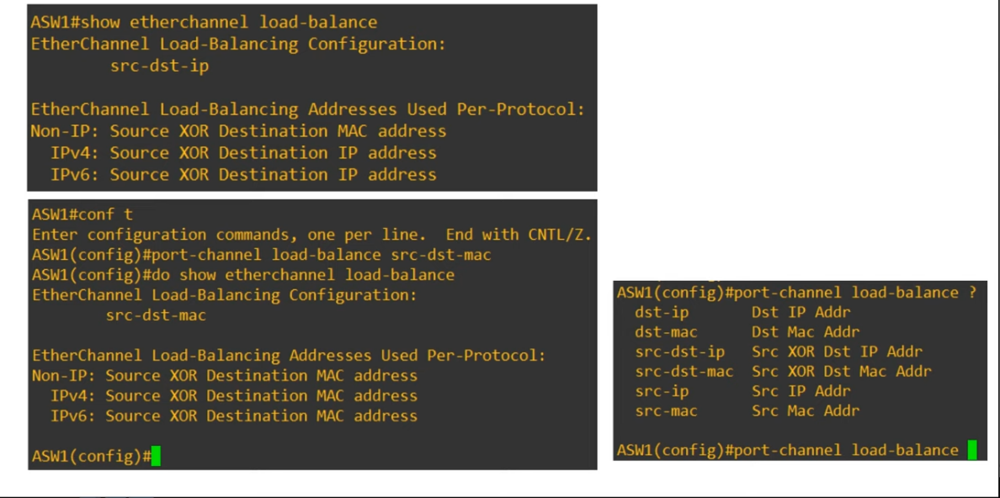 ASW1#show etherchannel load-balance
EtherChannel Load-Balancing Configuration:
        src-dst-ip

EtherChannel Load-Balancing Addresses Used Per-Protocol:
Non-IP: Source XOR Destination MAC address
  IPv4: Source XOR Destination IP address
  IPv6: Source XOR Destination IP address

ASW1#conf t
Enter configuration commands, one per line.  End with CNTL/Z.
ASW1(config)#port-channel load-balance src-dst-mac
ASW1(config)#do show etherchannel load-balance
EtherChannel Load-Balancing Configuration:
        src-dst-mac

EtherChannel Load-Balancing Addresses Used Per-Protocol:
Non-IP: Source XOR Destination MAC address
  IPv4: Source XOR Destination MAC address
  IPv6: Source XOR Destination MAC address

ASW1(config)#

ASW1(config)#port-channel load-balance ?
  dst-ip       Dst IP Addr
  dst-mac      Dst Mac Addr
  src-dst-ip   Src XOR Dst IP Addr
  src-dst-mac  Src XOR Dst Mac Addr
  src-ip       Src IP Addr
  src-mac      Src Mac Addr

ASW1(config)#port-channel load-balance